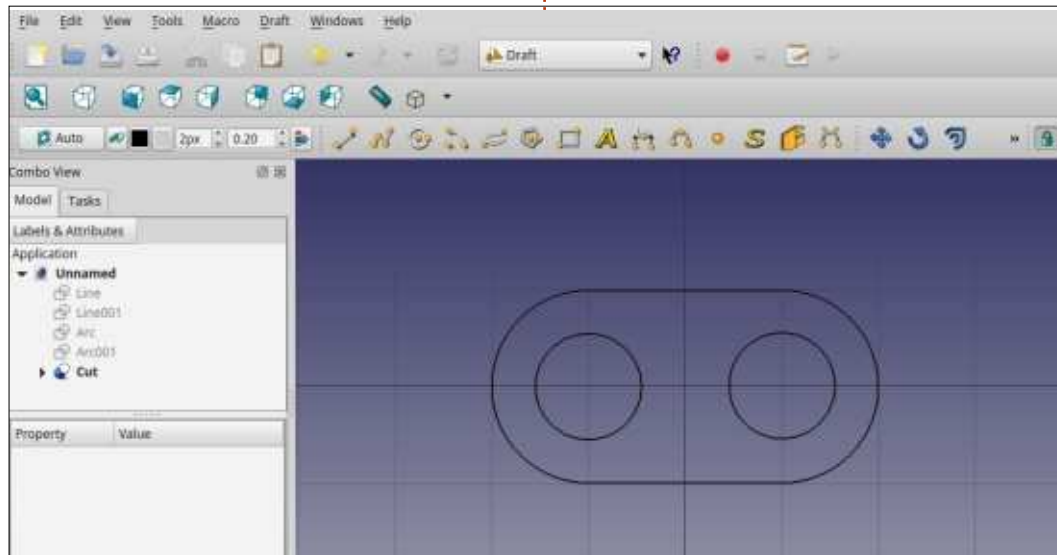 File Edit View Tools Macro Draft Windows Help
Draft
Auto 2px 0.20
Combo View
Model Tasks
Labels & Attributes
Application
Unnamed
Line
Line001
Arc
Arc001
Cut
Property Value